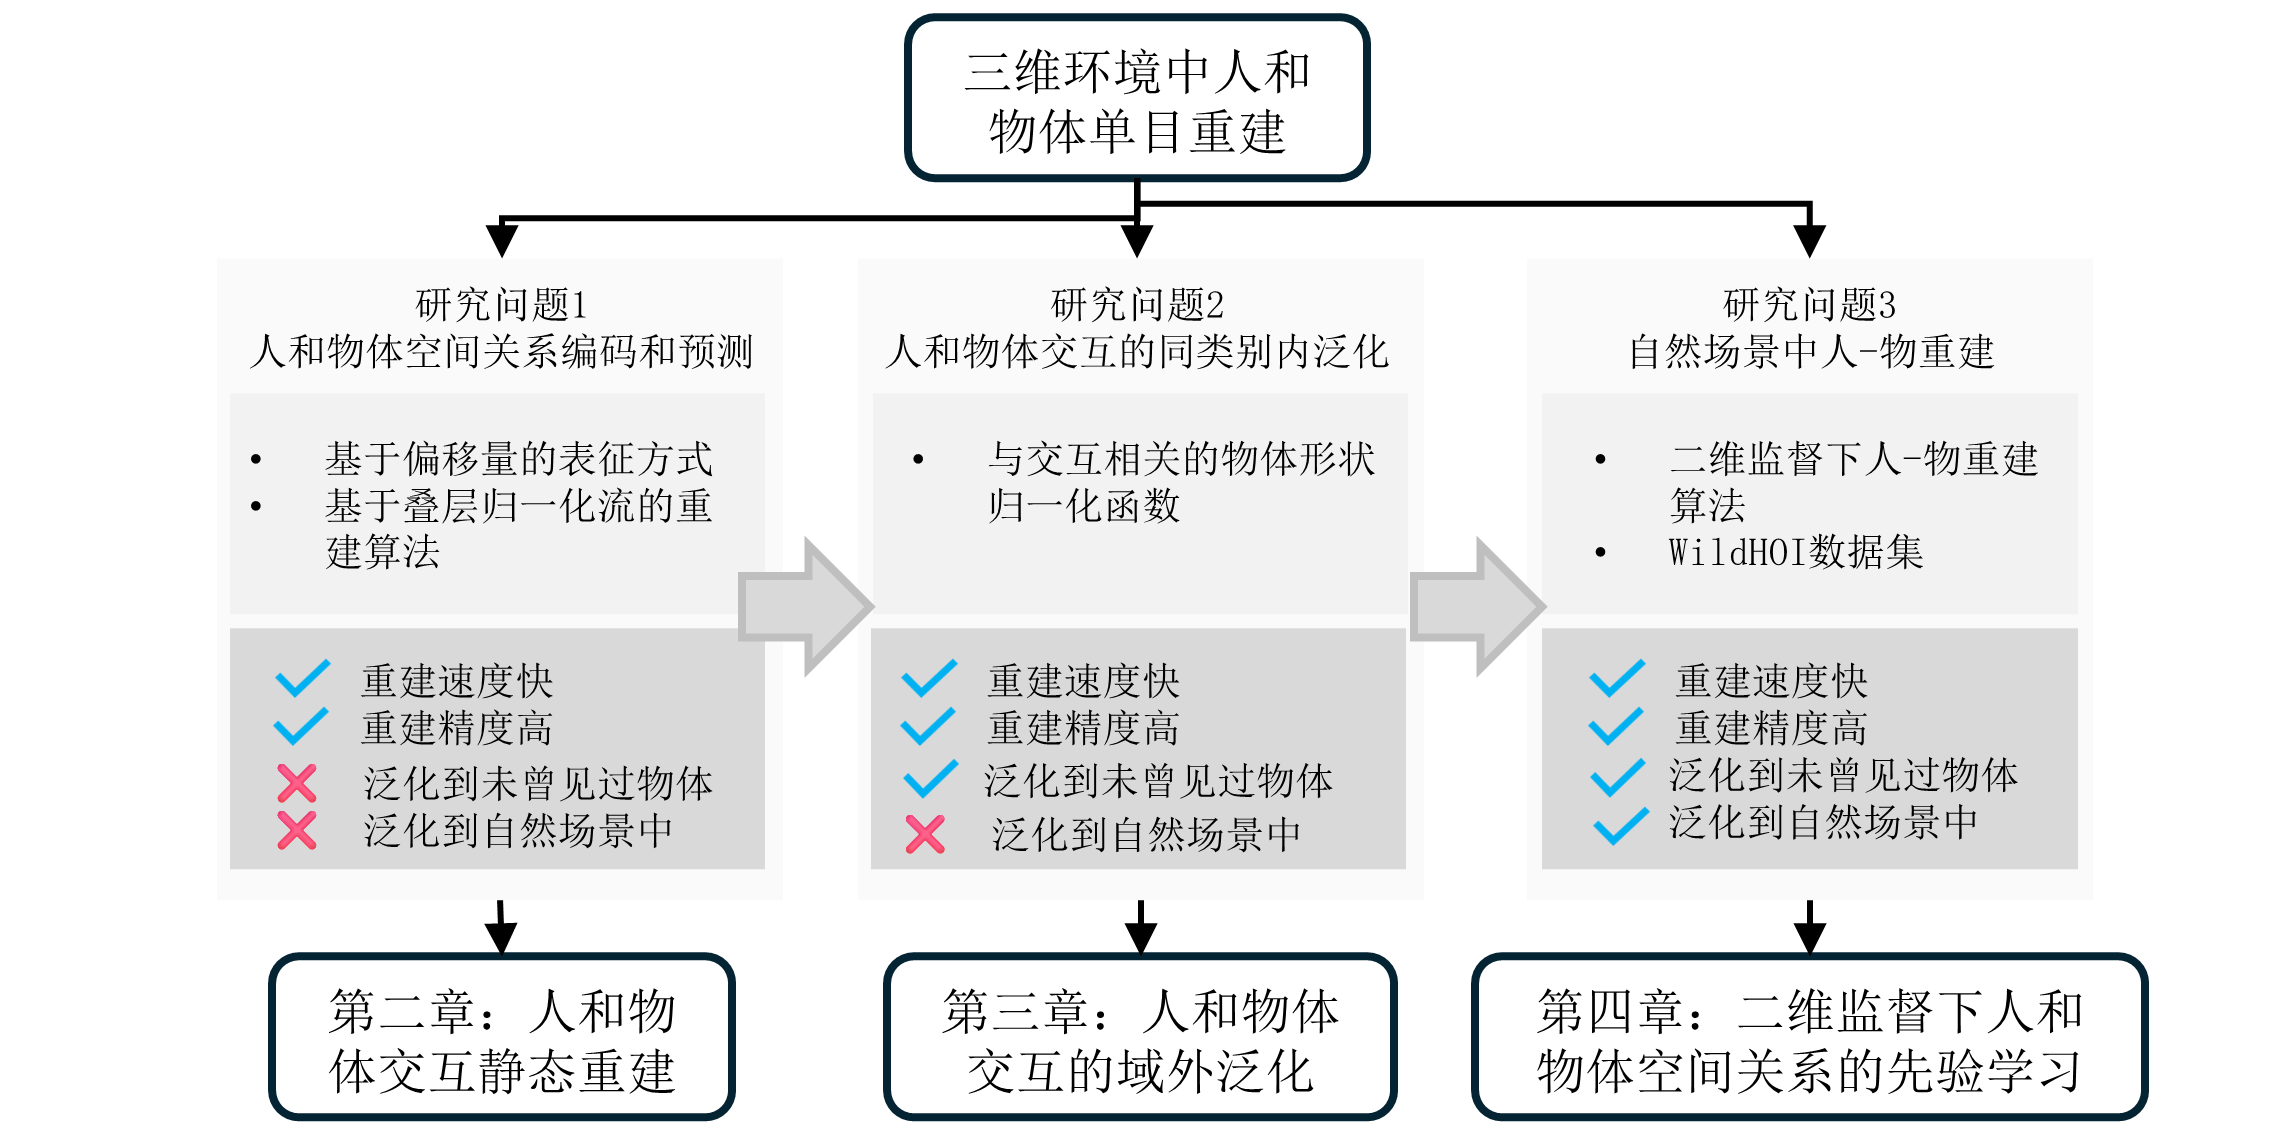 三维环境中人和
物体单目重建
研究问题1
人和物体空间关系编码和预测
• 基于偏移量的表征方式
• 基于叠层归一化流的重
建算法
重建速度快
重建精度高
泛化到未曾见过物体
泛化到自然场景中
第二章：人和物
体交互静态重建
研究问题2
人和物体交互的同类别内泛化
• 与交互相关的物体形状
归一化函数
重建速度快
重建精度高
泛化到未曾见过物体
泛化到自然场景中
第三章：人和物体
交互的域外泛化
研究问题3
自然场景中人-物重建
• 二维监督下人-物重建
算法
• WildHOI数据集
重建速度快
重建精度高
泛化到未曾见过物体
泛化到自然场景中
第四章：二维监督下人和
物体空间关系的先验学习